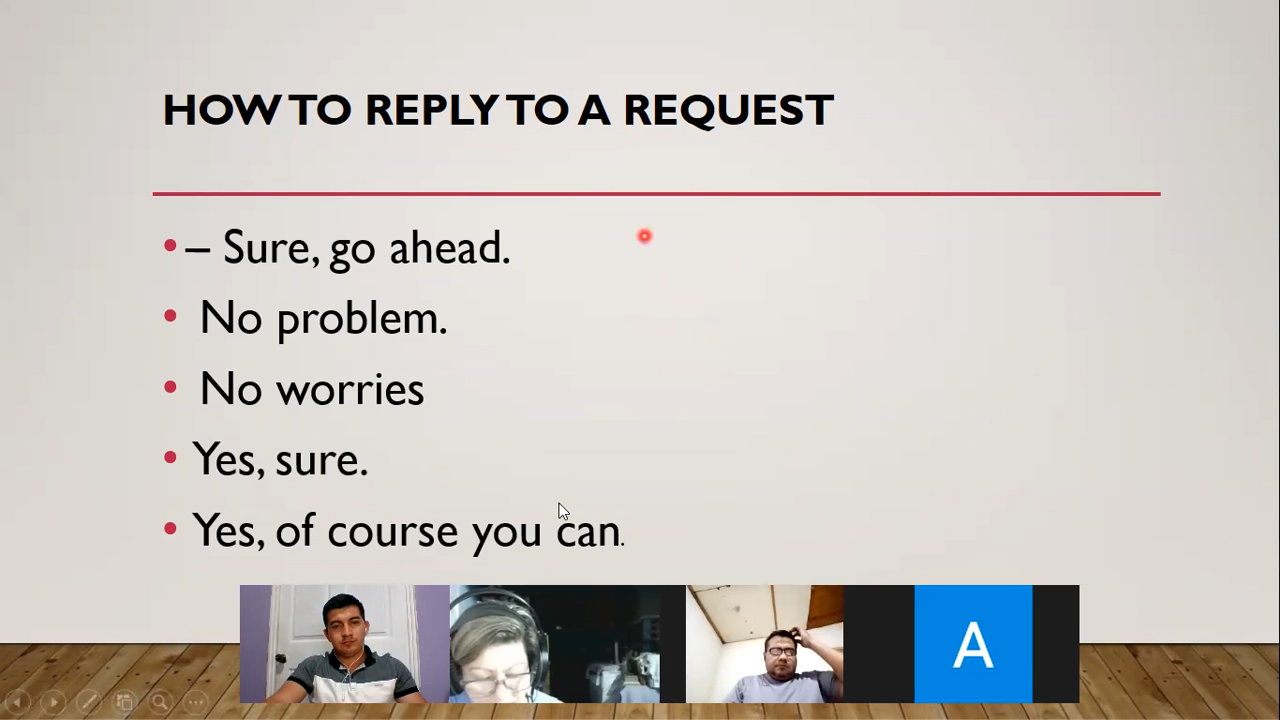 HOW TO REPLY TO A REQUEST
• – Sure, go ahead.
• No problem.
• No worries
• Yes, sure.
• Yes, of course you can.
A